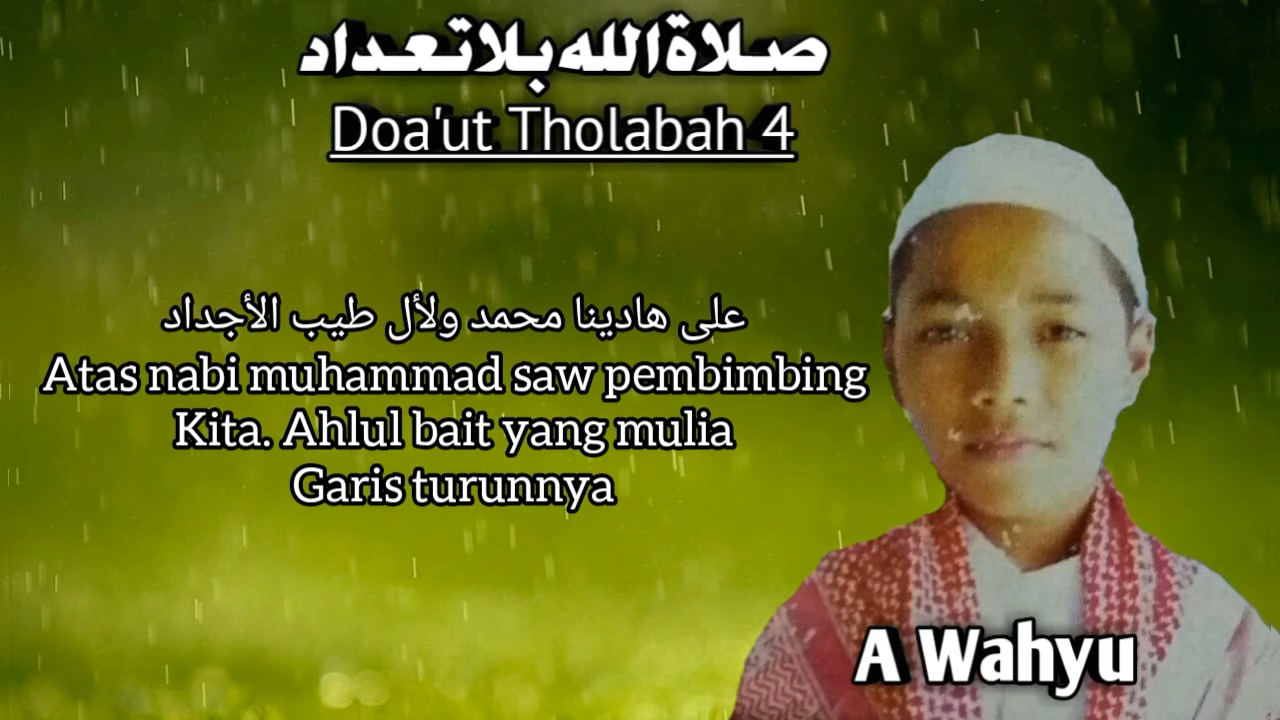 صلاة الله بلا تعداد
Doa'ut Tholabah 4
على هادينا محمد ولأل طيب الأجداد
Atas nabi muhammad saw pembimbing
Kita. Ahlul bait yang mulia
Garis turunnya
A Wahyu